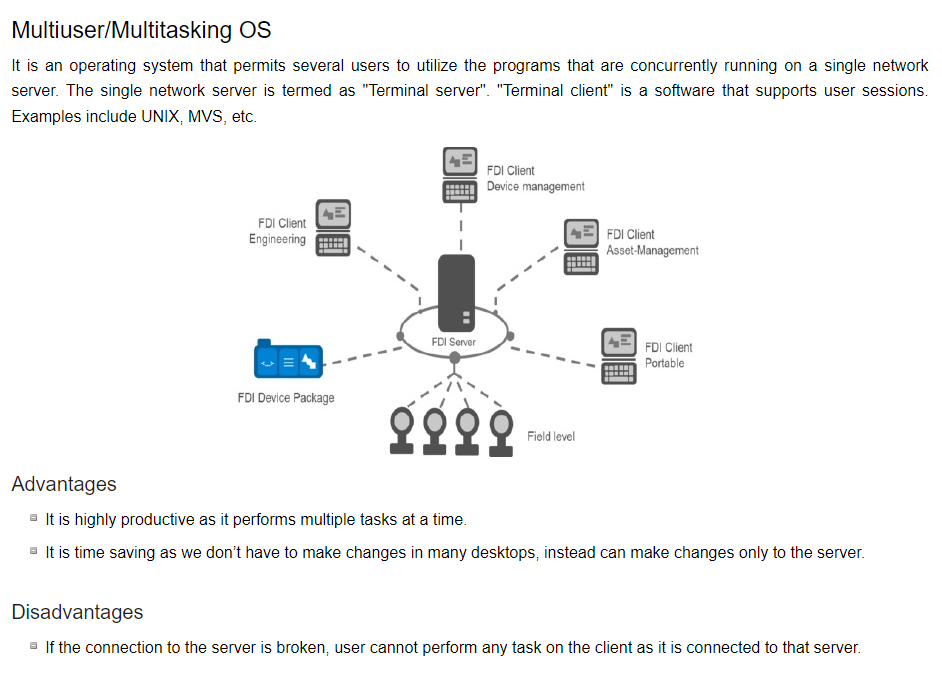 Multiuser/Multitasking OS
It is an operating system that permits several users to utilize the programs that are concurrently running on a single network
server. The single network server is termed as "Terminal server". "Terminal client" is a software that supports user sessions.
Examples include UNIX, MVS, etc.
FDI Client
Device management
FDI Client
Engineering
FDI Client
Asset-Management
FDI Server
FDI Client
Portable
FDI Device Package
Field level
Advantages
It is highly productive as it performs multiple tasks at a time.
It is time saving as we don’t have to make changes in many desktops, instead can make changes only to the server.
Disadvantages
If the connection to the server is broken, user cannot perform any task on the client as it is connected to that server.